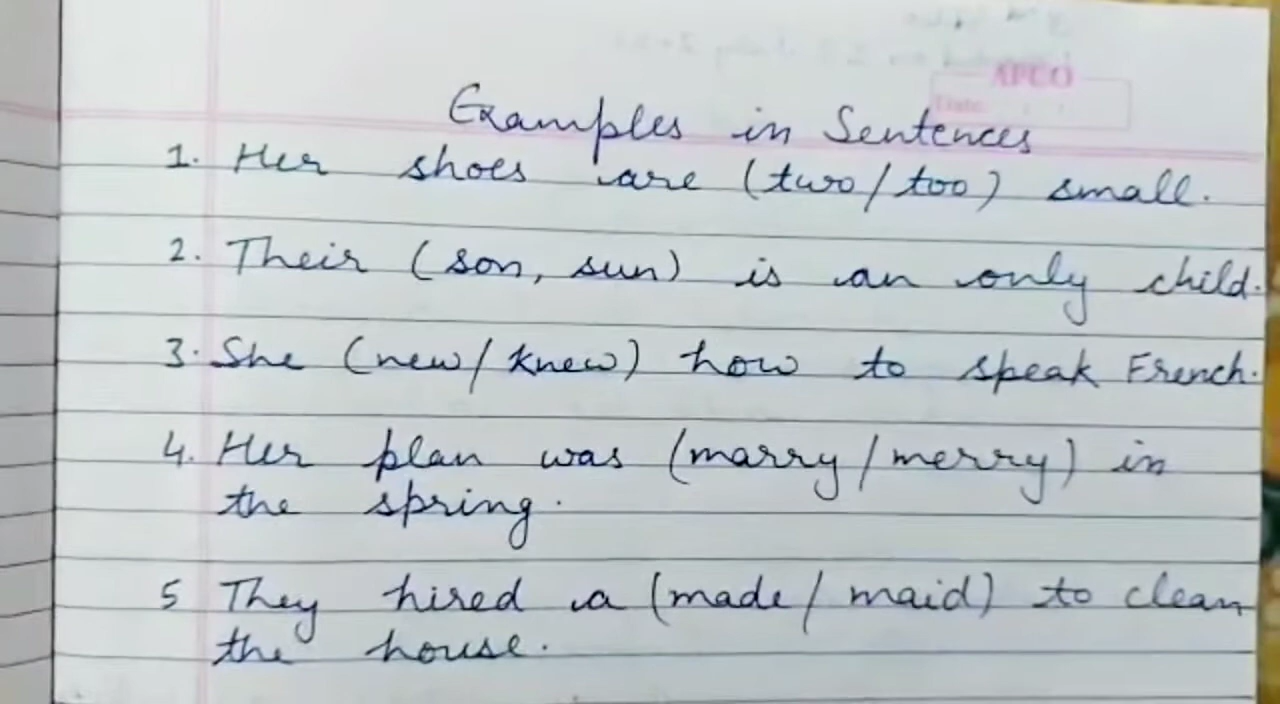 APCO
Date
Examples in Sentences
1. Her shoes are (two/too) small.
2. Their (son, sun) is an only child.
3. She (new/knew) how to speak French.
4. Her plan was (marry/merry) in
the spring.
5 They hired a (made/maid) to clean
the house.